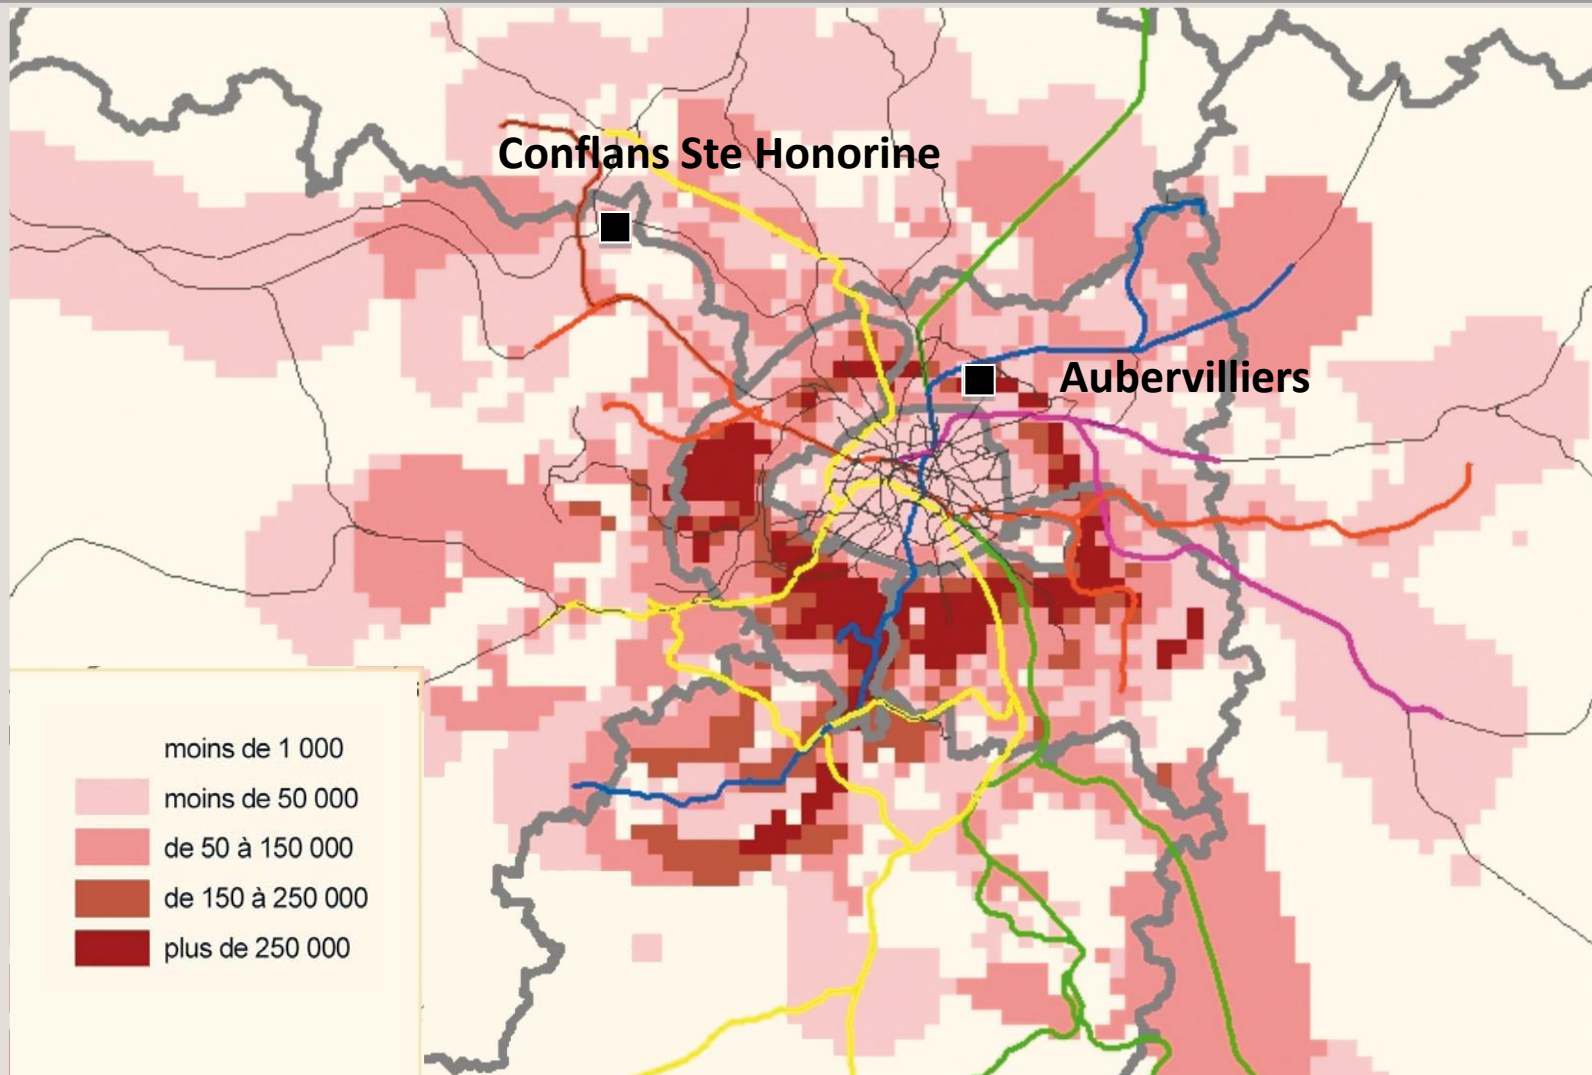 Conflans Ste Honorine
Aubervilliers
moins de 1 000
moins de 50 000
de 50 à 150 000
de 150 à 250 000
plus de 250 000